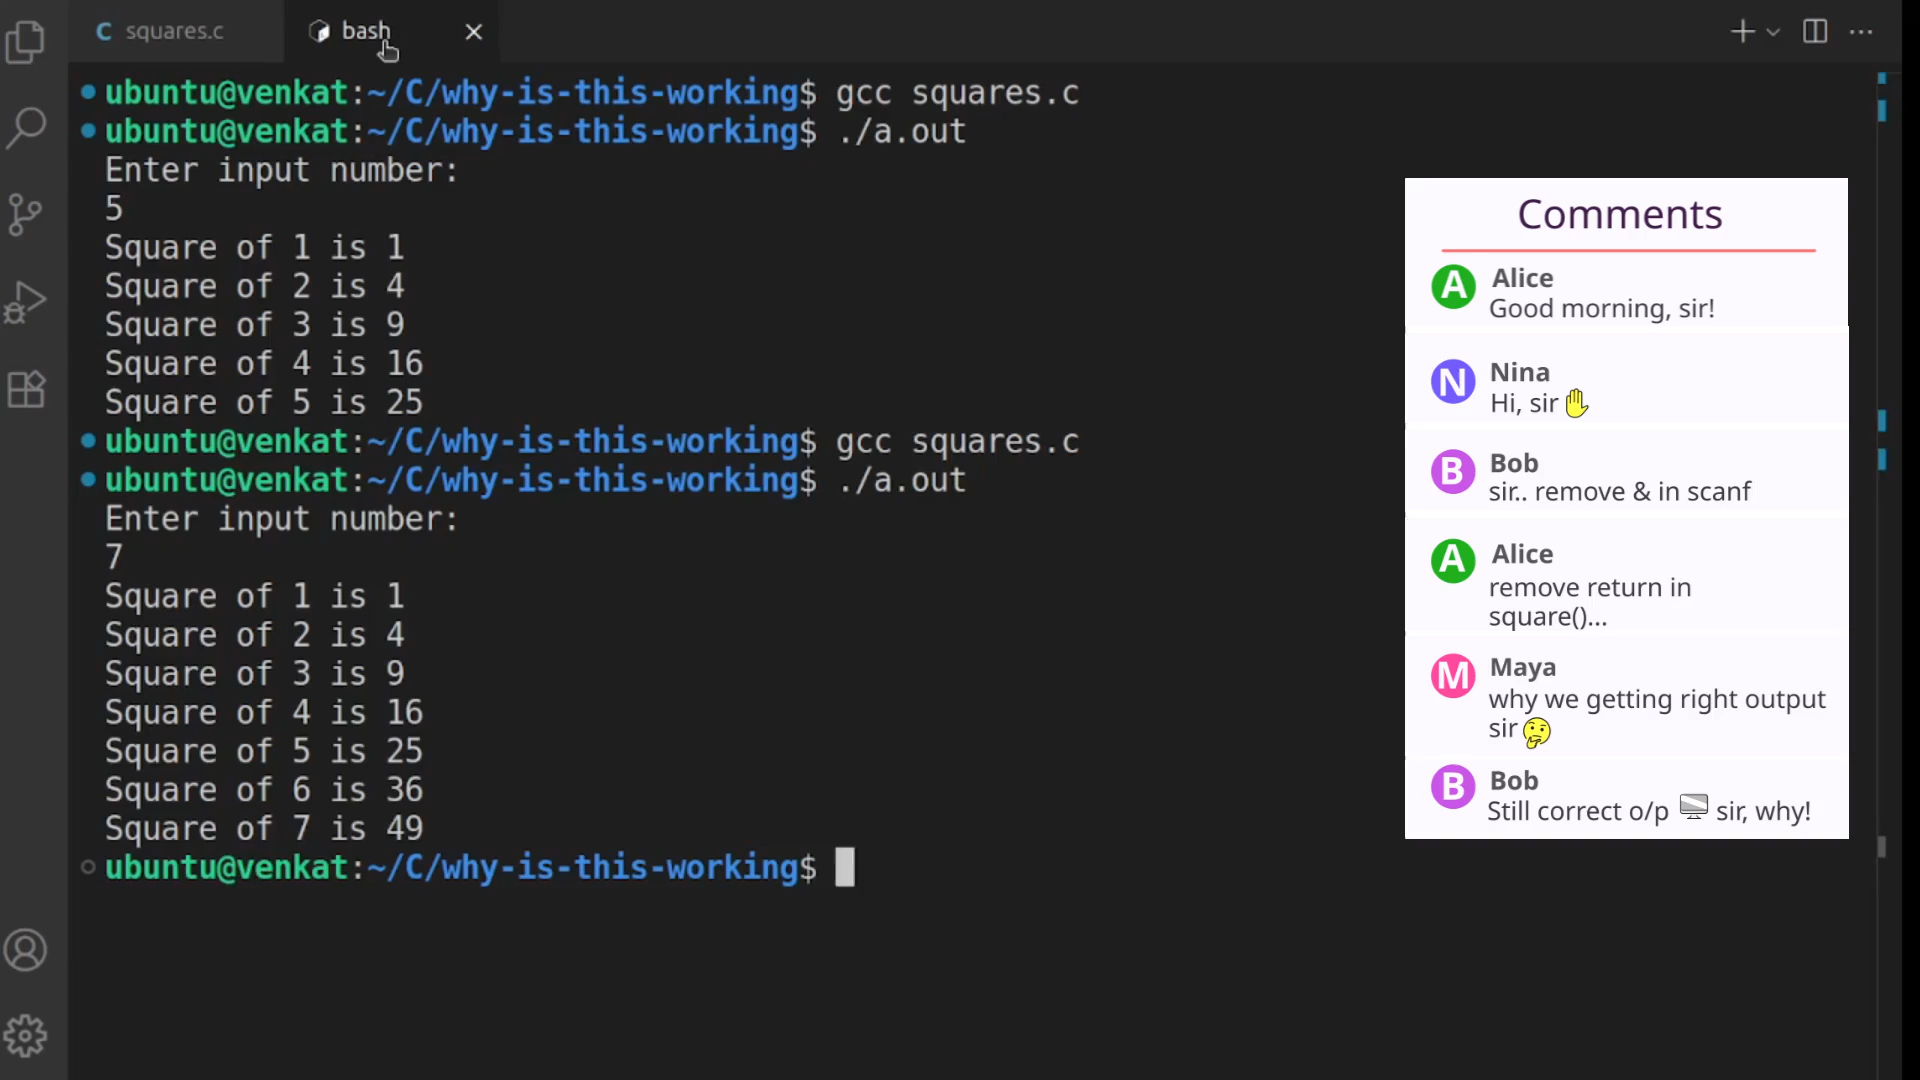 squares.c
bash
ubuntu@venkat:~/C/why-is-this-working$ gcc squares.c
ubuntu@venkat:~/C/why-is-this-working$ ./a.out
Enter input number:
5
Square of 1 is 1
Square of 2 is 4
Square of 3 is 9
Square of 4 is 16
Square of 5 is 25
ubuntu@venkat:~/C/why-is-this-working$ gcc squares.c
ubuntu@venkat:~/C/why-is-this-working$ ./a.out
Enter input number:
7
Square of 1 is 1
Square of 2 is 4
Square of 3 is 9
Square of 4 is 16
Square of 5 is 25
Square of 6 is 36
Square of 7 is 49
ubuntu@venkat:~/C/why-is-this-working$
Comments
A Alice
Good morning, sir!
N Nina
Hi, sir ✋
B Bob
sir.. remove & in scanf
A Alice
remove return in
square()...
M Maya
why we getting right output
sir 🤔
B Bob
Still correct o/p 🖥 sir, why!